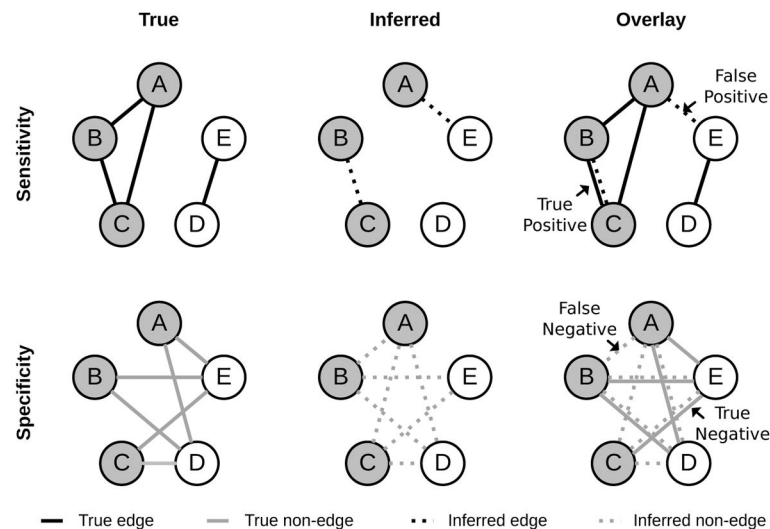 True Inferred Overlay
Sensitivity
A
B
C
E
D
A
B
C
E
D
A
B
C
E
D
False
Positive
True
Positive
Specificity
A
B
C
E
D
A
B
C
E
D
A
B
C
E
D
False
Negative
True
Negative
True edge True non-edge Inferred edge Inferred non-edge